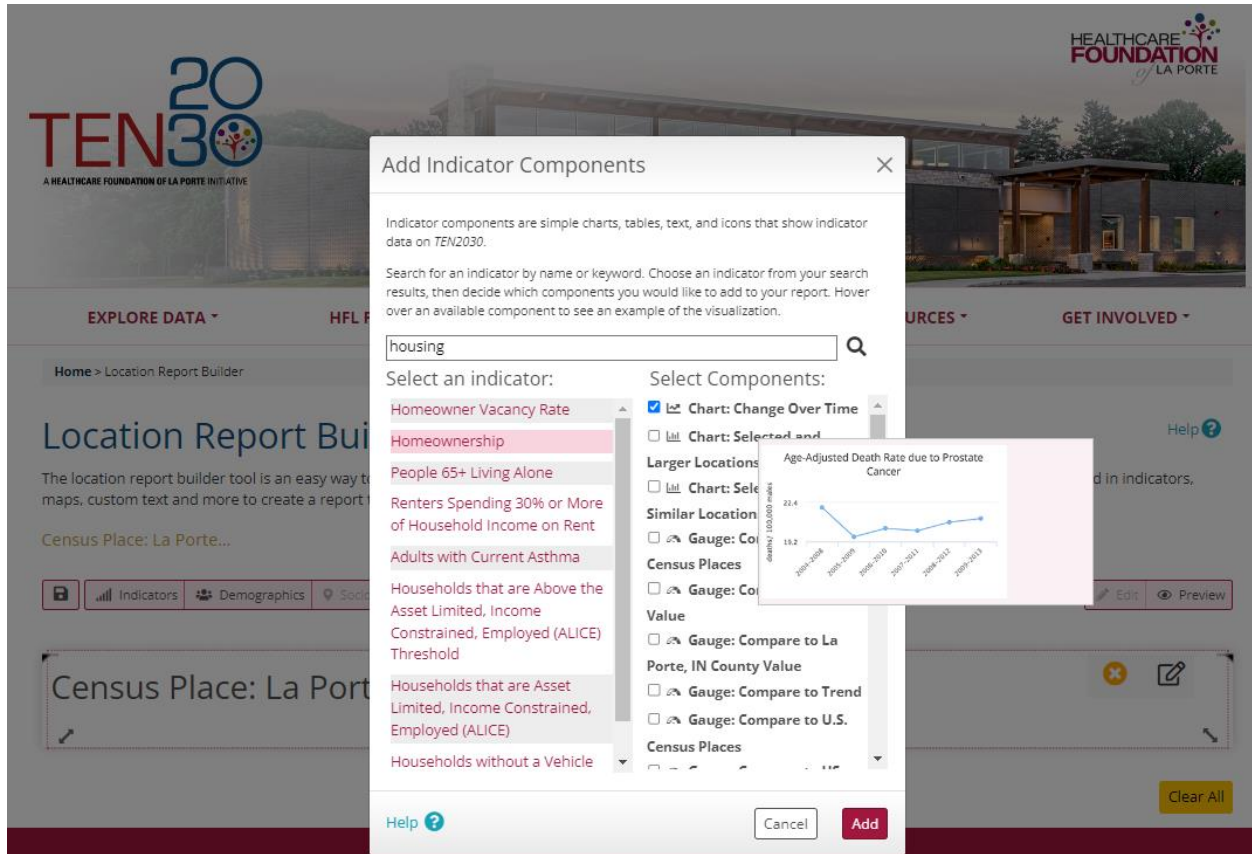 HEALTHCARE
FOUNDATION
of LA PORTE
20
TEN30
A HEALTHCARE FOUNDATION OF LA PORTE INITIATIVE
EXPLORE DATA
HFL
URCES
GET INVOLVED
Home > Location Report Builder
Location Report Bui
Help
The location report builder tool is an easy way t
d in indicators,
maps, custom text and more to create a report
Census Place: La Porte...
Indicators
Demographics
Edit
Preview
Census Place: La Port
Clear All
Add Indicator Components
Indicator components are simple charts, tables, text, and icons that show indicator
data on TEN2030.
Search for an indicator by name or keyword. Choose an indicator from your search
results, then decide which components you would like to add to your report. Hover
over an available component to see an example of the visualization.
housing
Select an indicator:
Homeowner Vacancy Rate
Homeownership
People 65+ Living Alone
Renters Spending 30% or More
of Household Income on Rent
Adults with Current Asthma
Households that are Above the
Asset Limited, Income
Constrained, Employed (ALICE)
Threshold
Households that are Asset
Limited, Income Constrained,
Employed (ALICE)
Households without a Vehicle
Select Components:
Chart: Change Over Time
Chart: Selected and
Larger Locations
Chart: Sele
Similar Location
Gauge: Co
Census Places
Gauge: Co
Value
Gauge: Compare to La
Porte, IN County Value
Gauge: Compare to Trend
Gauge: Compare to U.S.
Census Places
Age-Adjusted Death Rate due to Prostate
Cancer
deaths/ 100,000 males
22.4
19.2
2004-2008
2005-2009
2006-2010
2007-2011
2008-2012
2009-2013
Help
Cancel
Add